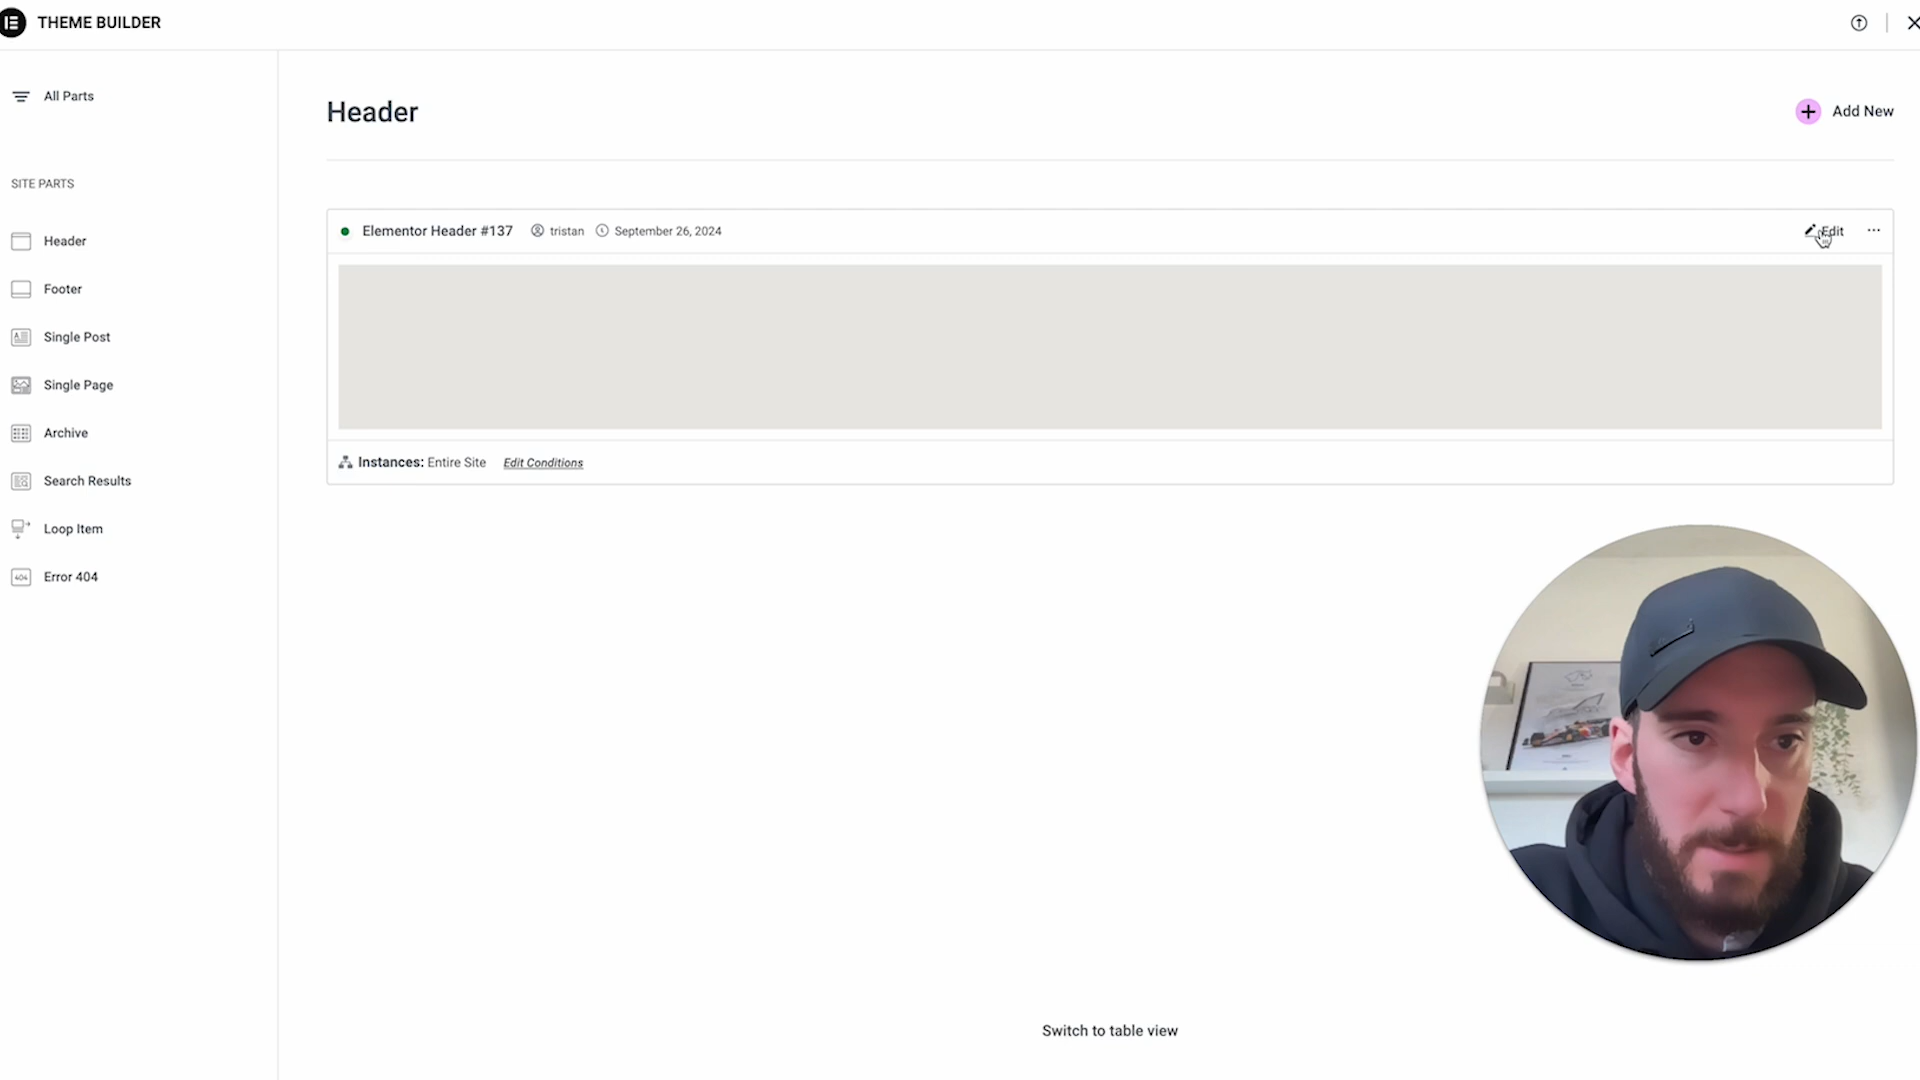 THEME BUILDER
All Parts
SITE PARTS
Header
Footer
Single Post
Single Page
Archive
Search Results
Loop Item
Error 404
Header
Add New
Elementor Header #137 tristan September 26, 2024
Edit
Instances: Entire Site Edit Conditions
Switch to table view